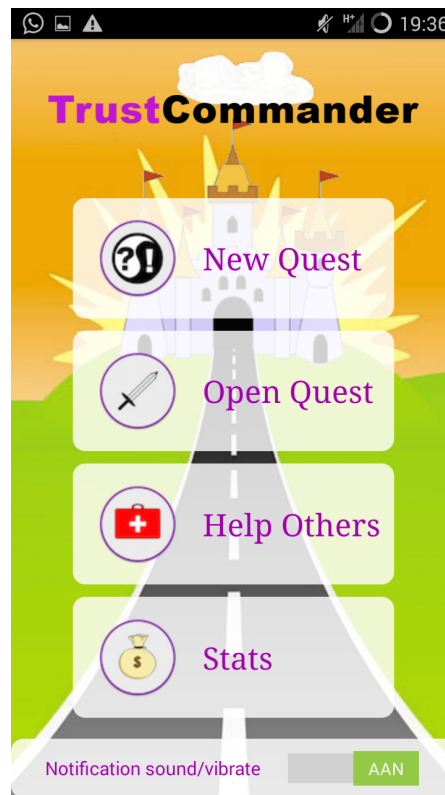 19:36
TrustCommander
New Quest
Open Quest
Help Others
Stats
Notification sound/vibrate AAN